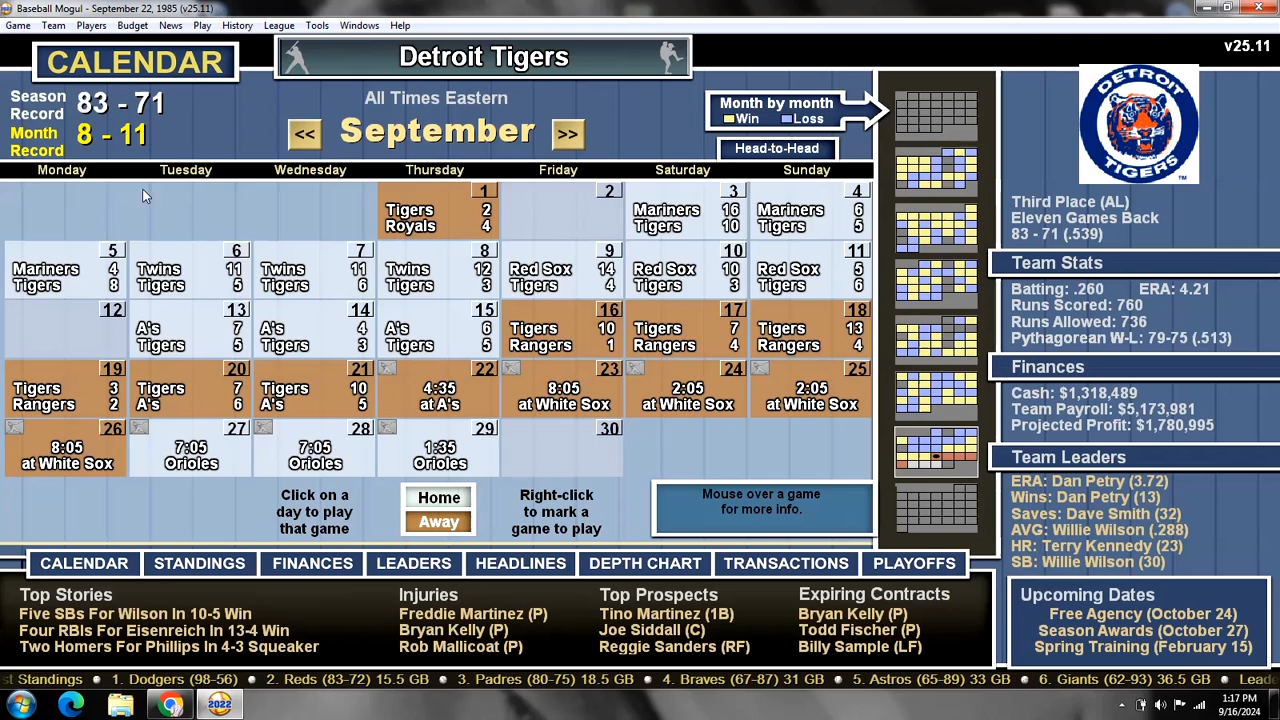 Baseball Mogul - September 22, 1985 (v25.11)
Game Team Players Budget News Play History League Tools Windows Help
CALENDAR
Detroit Tigers
v25.11
Season Record 83 - 71
Month Record 8 - 11
All Times Eastern
<< September >>
Month by month
Win Loss
Head-to-Head
Monday Tuesday Wednesday Thursday Friday Saturday Sunday
1 2 3 4
Tigers 2 Mariners 16 Mariners 6
Royals 4 Tigers 10 Tigers 5
5 6 7 8 9 10 11
Mariners 4 Twins 11 Twins 11 Twins 12 Red Sox 14 Red Sox 10 Red Sox 5
Tigers 8 Tigers 5 Tigers 6 Tigers 3 Tigers 4 Tigers 3 Tigers 6
12 13 14 15 16 17 18
A's 7 A's 4 A's 6 Tigers 10 Tigers 7 Tigers 13
Tigers 5 Tigers 3 Tigers 5 Rangers 1 Rangers 4 Rangers 4
19 20 21 22 23 24 25
Tigers 3 Tigers 7 Tigers 10 4:35 8:05 2:05 2:05
Rangers 2 A's 6 A's 5 at A's at White Sox at White Sox at White Sox
26 27 28 29 30
8:05 7:05 7:05 1:35
at White Sox Orioles Orioles Orioles
Click on a
day to play
that game
Home
Away
Right-click
to mark a
game to play
Mouse over a game
for more info.
DETROIT
TIGERS
TM
Third Place (AL)
Eleven Games Back
83 - 71 (.539)
Team Stats
Batting: .260 ERA: 4.21
Runs Scored: 760
Runs Allowed: 736
Pythagorean W-L: 79-75 (.513)
Finances
Cash: $1,318,489
Team Payroll: $5,173,981
Projected Profit: $1,780,995
Team Leaders
ERA: Dan Petry (3.72)
Wins: Dan Petry (13)
Saves: Dave Smith (32)
AVG: Willie Wilson (.288)
HR: Terry Kennedy (23)
SB: Willie Wilson (30)
CALENDAR STANDINGS FINANCES LEADERS HEADLINES DEPTH CHART TRANSACTIONS PLAYOFFS
Top Stories
Five SBs For Wilson In 10-5 Win
Four RBIs For Eisenreich In 13-4 Win
Two Homers For Phillips In 4-3 Squeaker
Injuries
Freddie Martinez (P)
Bryan Kelly (P)
Rob Mallicoat (P)
Top Prospects
Tino Martinez (1B)
Joe Siddall (C)
Reggie Sanders (RF)
Expiring Contracts
Bryan Kelly (P)
Todd Fischer (P)
Billy Sample (LF)
Upcoming Dates
Free Agency (October 24)
Season Awards (October 27)
Spring Training (February 15)
st Standings • 1. Dodgers (98-56) • 2. Reds (83-72) 15.5 GB • 3. Padres (80-75) 18.5 GB • 4. Braves (67-87) 31 GB • 5. Astros (65-89) 33 GB • 6. Giants (62-93) 36.5 GB • Leade
2022
1:17 PM
9/16/2024